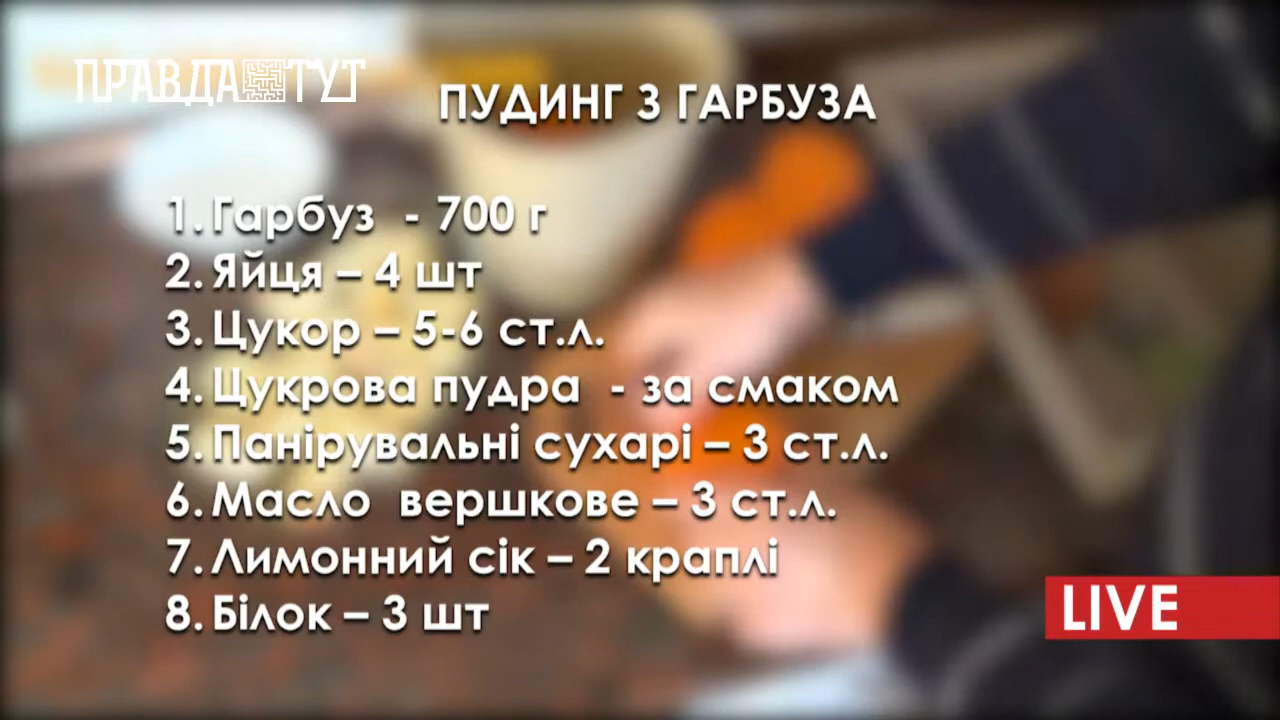 ПРАВДА ТУТ
ПУДИНГ З ГАРБУЗА
1. Гарбуз - 700 г
2. Яйця – 4 шт
3. Цукор – 5-6 ст.л.
4. Цукрова пудра - за смаком
5. Панірувальні сухарі – 3 ст.л.
6. Масло вершкове – 3 ст.л.
7. Лимонний сік – 2 краплі
8. Білок – 3 шт
LIVE